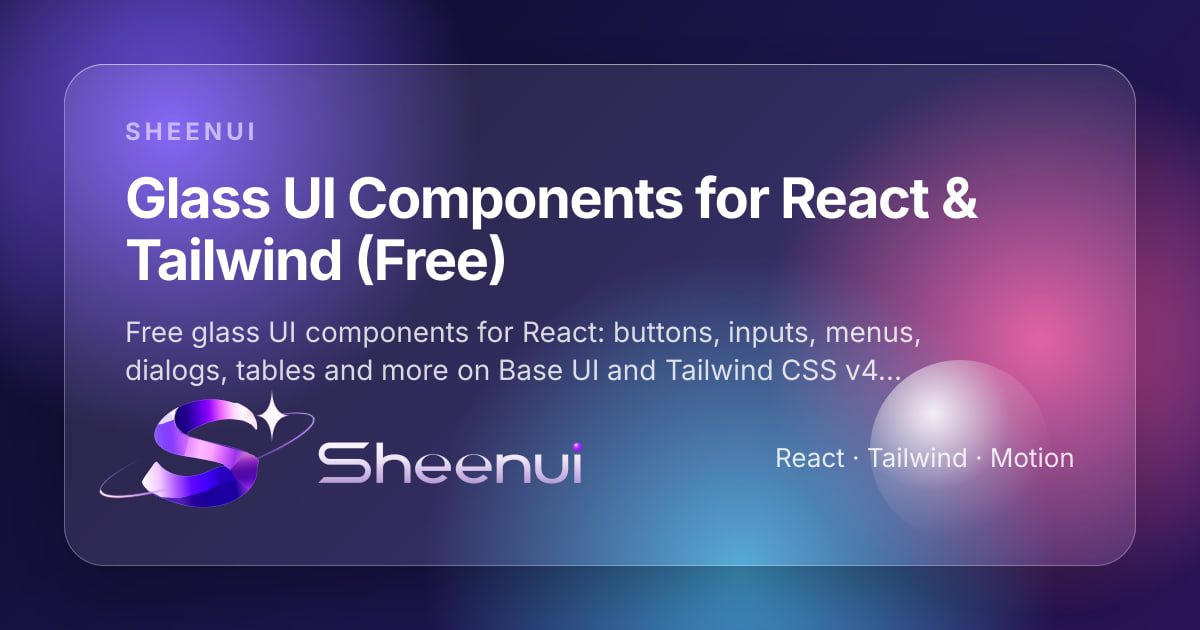 SHEENUI
Glass UI Components for React &
Tailwind (Free)
Free glass UI components for React: buttons, inputs, menus,
dialogs, tables and more on Base UI and Tailwind CSS v4...
Sheenui
React · Tailwind · Motion